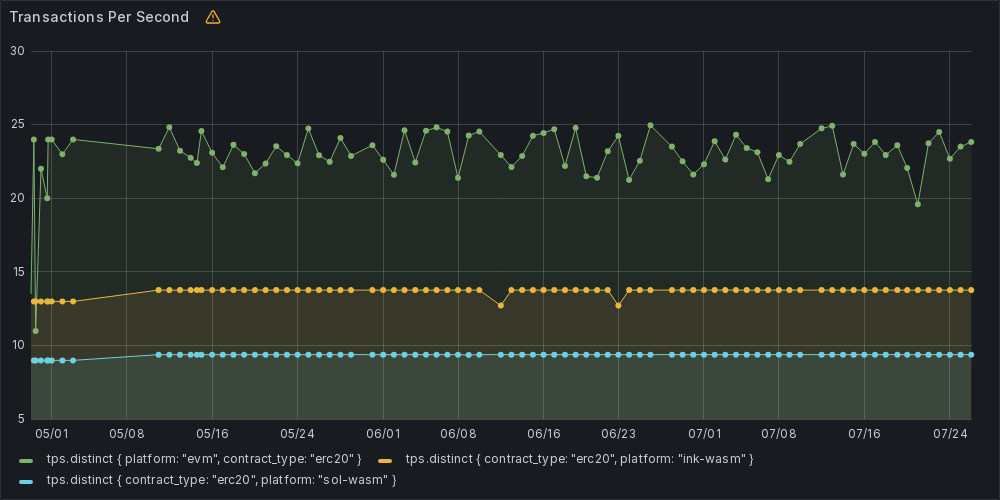 Transactions Per Second
30
25
20
15
10
5
05/01 05/08 05/16 05/24 06/01 06/08 06/16 06/23 07/01 07/08 07/16 07/24
tps.distinct { platform: "evm", contract_type: "erc20" } tps.distinct { contract_type: "erc20", platform: "ink-wasm" }
tps.distinct { contract_type: "erc20", platform: "sol-wasm" }